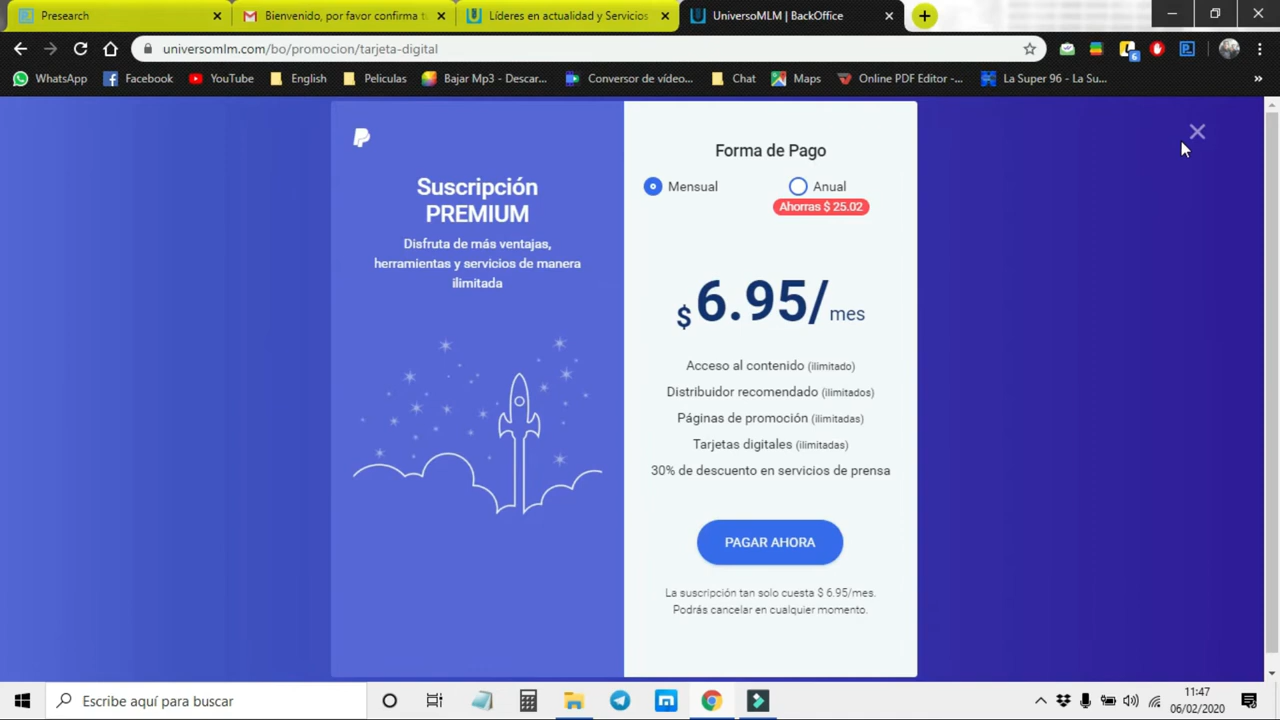 Presearch
Bienvenido, por favor confirma t
Líderes en actualidad y Servicios
UniversoMLM | BackOffice
universomlm.com/bo/promocion/tarjeta-digital
6
WhatsApp
Facebook
YouTube
English
Peliculas
Bajar Mp3 - Descar...
Conversor de vídeo...
Chat
Maps
Online PDF Editor -...
La Super 96 - La Su...
Suscripción
PREMIUM
Disfruta de más ventajas,
herramientas y servicios de manera
ilimitada
Forma de Pago
Mensual
Anual
Ahorras $ 25.02
$ 6.95/ mes
Acceso al contenido (ilimitado)
Distribuidor recomendado (ilimitados)
Páginas de promoción (ilimitadas)
Tarjetas digitales (ilimitadas)
30% de descuento en servicios de prensa
PAGAR AHORA
La suscripción tan solo cuesta $ 6.95/mes.
Podrás cancelar en cualquier momento.
Escribe aquí para buscar
11:47
06/02/2020